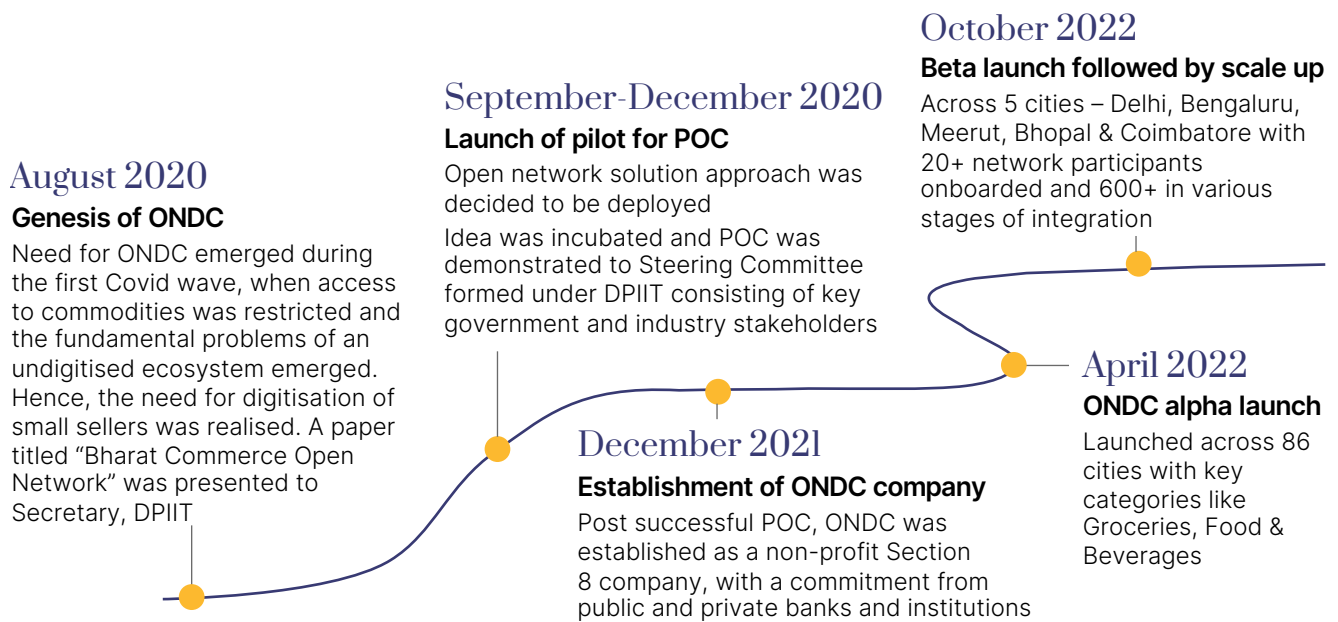 August 2020
Genesis of ONDC
Need for ONDC emerged during
the first Covid wave, when access
to commodities was restricted and
the fundamental problems of an
undigitised ecosystem emerged.
Hence, the need for digitisation of
small sellers was realised. A paper
titled “Bharat Commerce Open
Network” was presented to
Secretary, DPIIT
September-December 2020
Launch of pilot for POC
Open network solution approach was
decided to be deployed
Idea was incubated and POC was
demonstrated to Steering Committee
formed under DPIIT consisting of key
government and industry stakeholders
December 2021
Establishment of ONDC company
Post successful POC, ONDC was
established as a non-profit Section
8 company, with a commitment from
public and private banks and institutions
April 2022
ONDC alpha launch
Launched across 86
cities with key
categories like
Groceries, Food &
Beverages
October 2022
Beta launch followed by scale up
Across 5 cities – Delhi, Bengaluru,
Meerut, Bhopal & Coimbatore with
20+ network participants
onboarded and 600+ in various
stages of integration